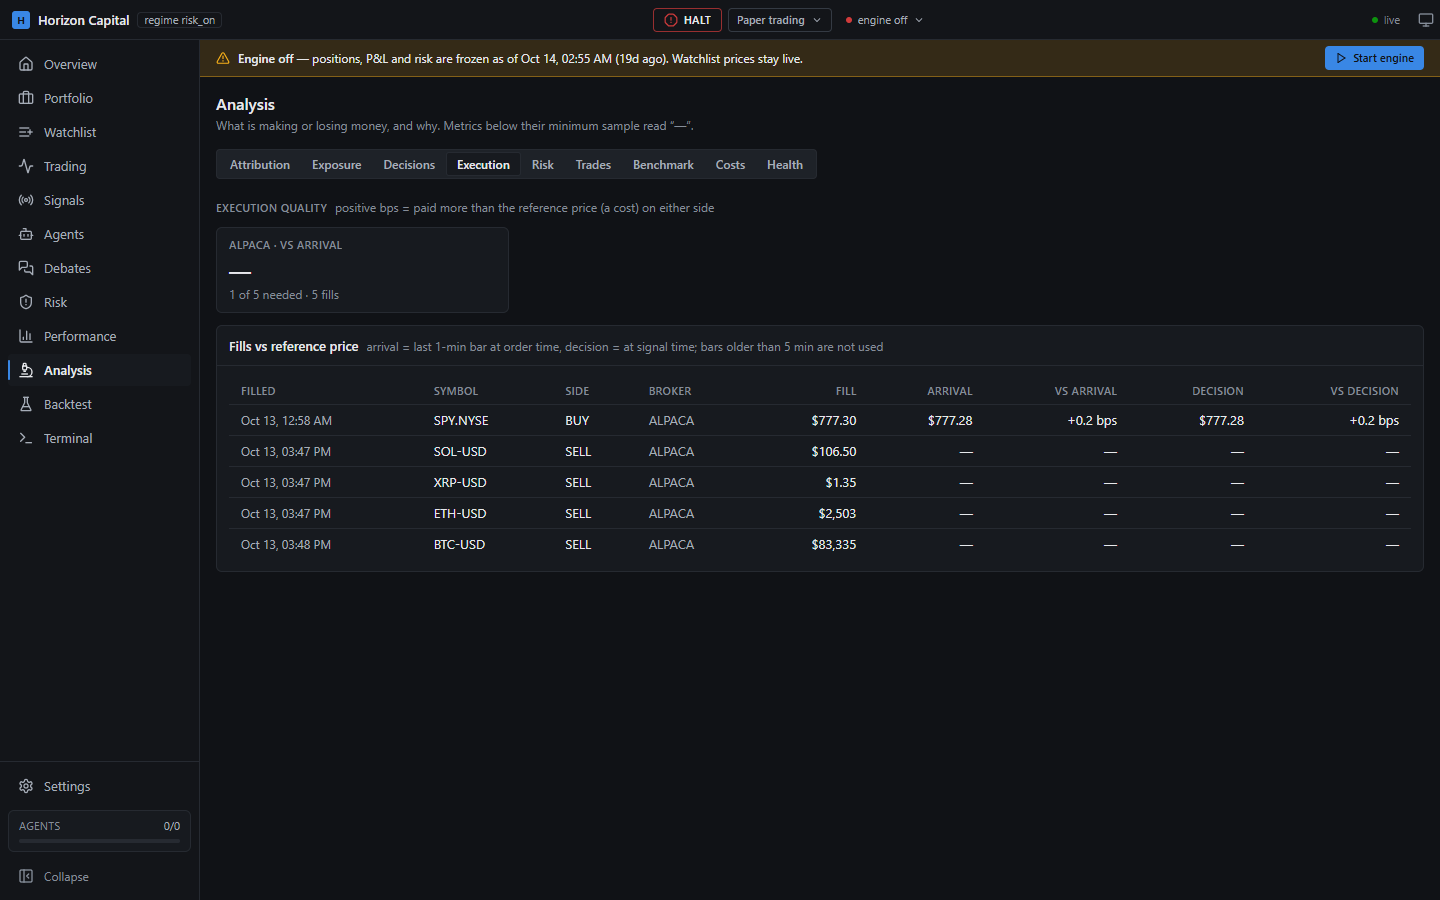 H Horizon Capital regime risk_on HALT Paper trading engine off live
Engine off — positions, P&L and risk are frozen as of Oct 14, 02:55 AM (19d ago). Watchlist prices stay live. Start engine
Overview
Portfolio
Watchlist
Trading
Signals
Agents
Debates
Risk
Performance
Analysis
Backtest
Terminal
Settings
AGENTS 0/0
Collapse
Analysis
What is making or losing money, and why. Metrics below their minimum sample read “—”.
Attribution Exposure Decisions Execution Risk Trades Benchmark Costs Health
EXECUTION QUALITY positive bps = paid more than the reference price (a cost) on either side
ALPACA · VS ARRIVAL
—
1 of 5 needed · 5 fills
Fills vs reference price arrival = last 1-min bar at order time, decision = at signal time; bars older than 5 min are not used
FILLED SYMBOL SIDE BROKER FILL ARRIVAL VS ARRIVAL DECISION VS DECISION
Oct 13, 12:58 AM SPY.NYSE BUY ALPACA $777.30 $777.28 +0.2 bps $777.28 +0.2 bps
Oct 13, 03:47 PM SOL-USD SELL ALPACA $106.50 — — — —
Oct 13, 03:47 PM XRP-USD SELL ALPACA $1.35 — — — —
Oct 13, 03:47 PM ETH-USD SELL ALPACA $2,503 — — — —
Oct 13, 03:48 PM BTC-USD SELL ALPACA $83,335 — — — —